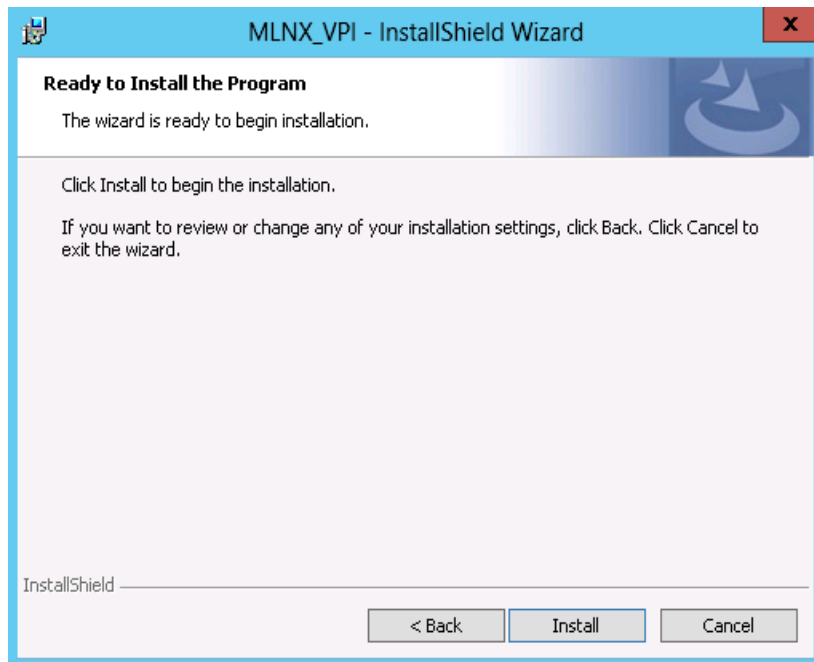 MLNX_VPI - InstallShield Wizard
x
Ready to Install the Program
The wizard is ready to begin installation.
Click Install to begin the installation.
If you want to review or change any of your installation settings, click Back. Click Cancel to
exit the wizard.
InstallShield
< Back Install Cancel